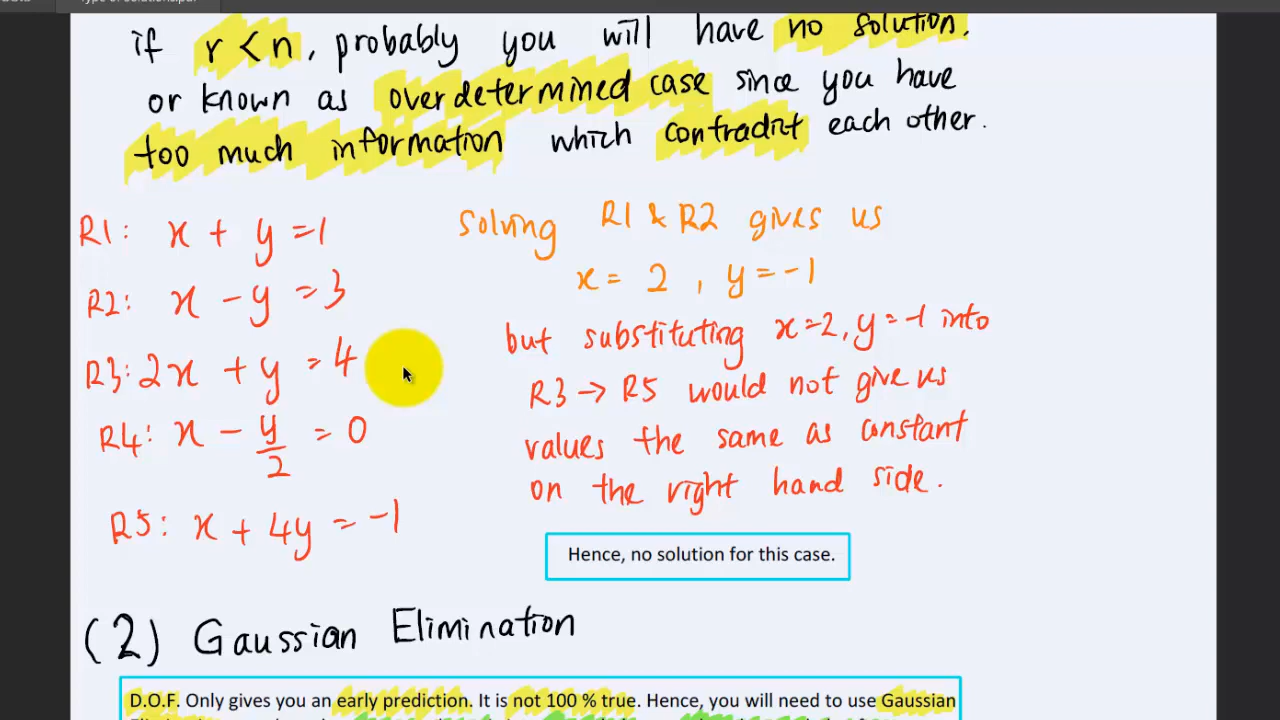 Type of Solutions.pdf
if r < n, probably you will have no solution.
or known as overdetermined case since you have
too much information which contradict each other.
R1: x + y = 1
R2: x - y = 3
R3: 2x + y = 4
R4: x - y/2 = 0
R5: x + 4y = -1
Solving R1 & R2 gives us
x = 2, y = -1
but substituting x=2, y=-1 into
R3 → R5 would not give us
values the same as constant
on the right hand side.
Hence, no solution for this case.
(2) Gaussian Elimination
D.O.F. Only gives you an early prediction. It is not 100 % true. Hence, you will need to use Gaussian